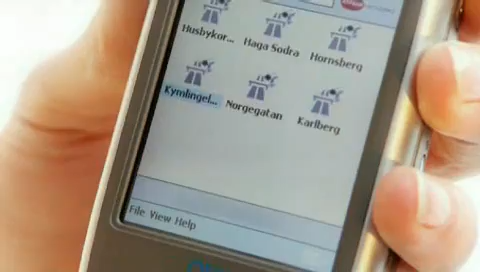 Husbykor... Haga Sodra Hornsberg
Kymlingel... Norgegatan Karlberg
File View Help